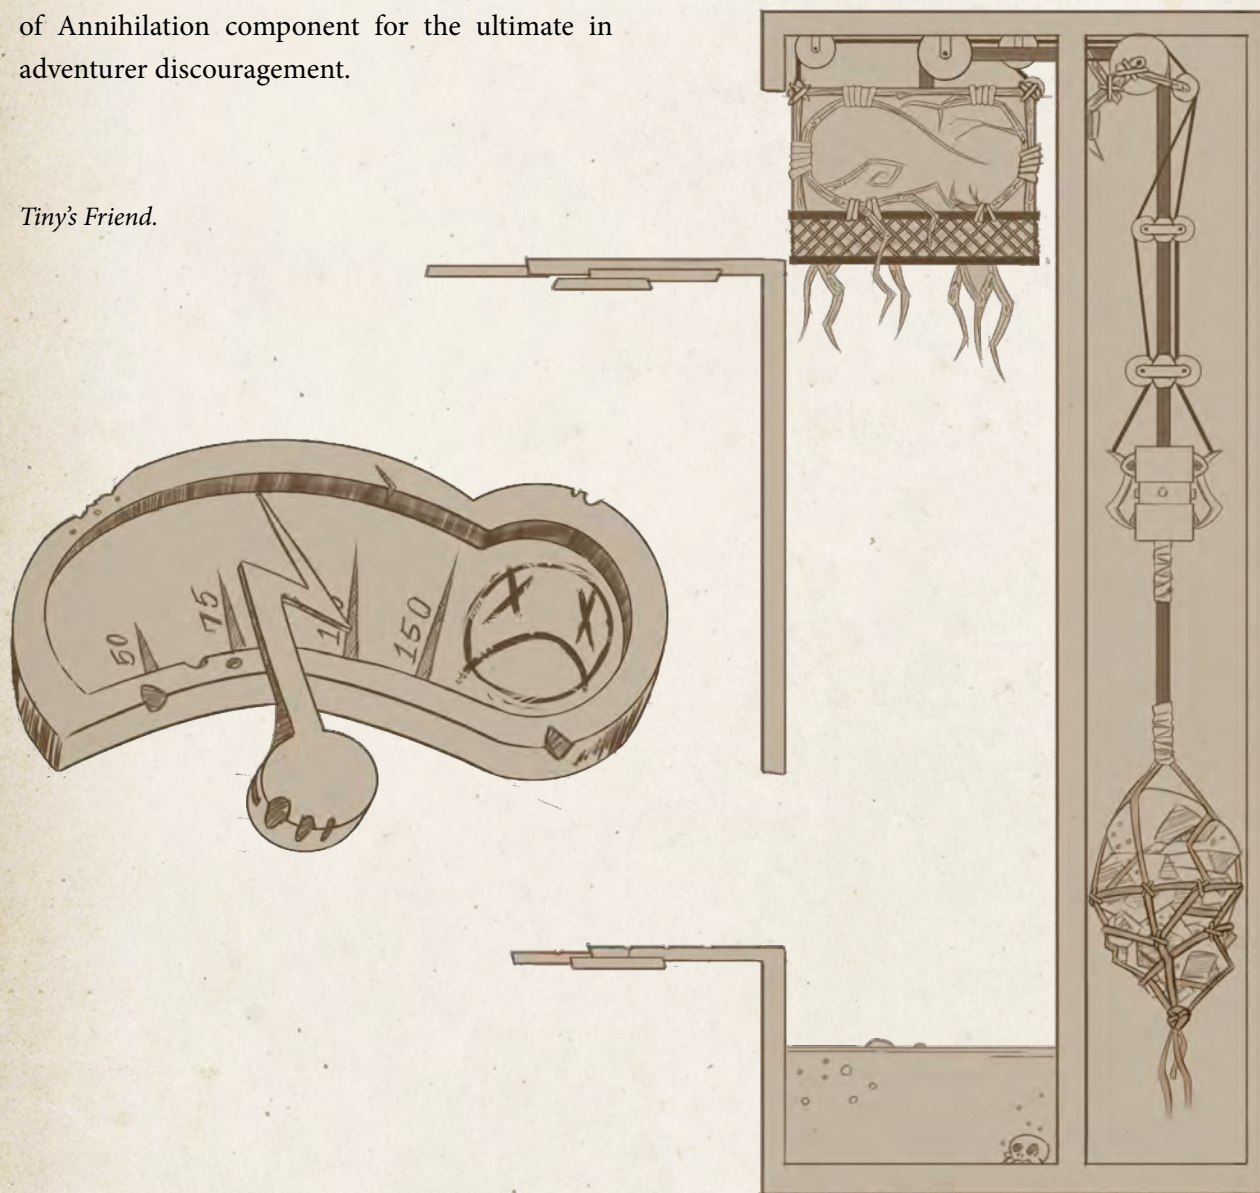 of Annihilation component for the ultimate in
adventurer discouragement.
Tiny's Friend.
50
75
150